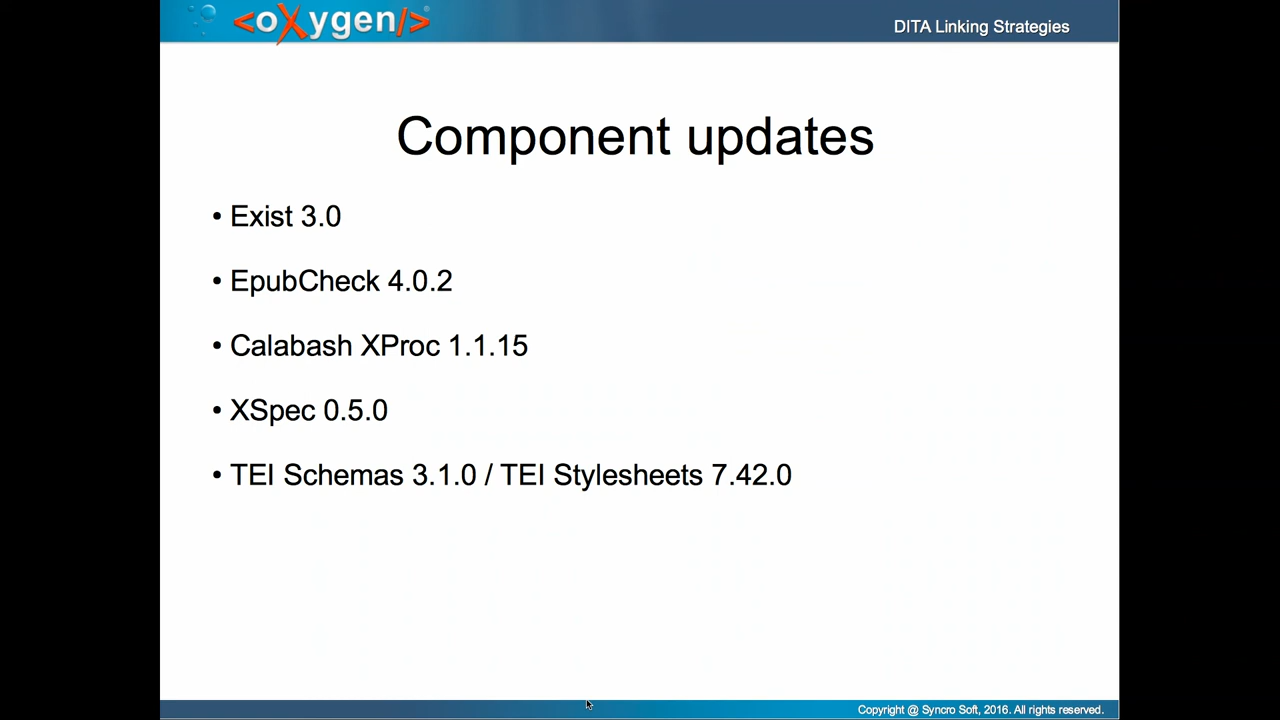 <oXygen/>®
DITA Linking Strategies
Component updates
• Exist 3.0
• EpubCheck 4.0.2
• Calabash XProc 1.1.15
• XSpec 0.5.0
• TEI Schemas 3.1.0 / TEI Stylesheets 7.42.0
Copyright @ Syncro Soft, 2016. All rights reserved.